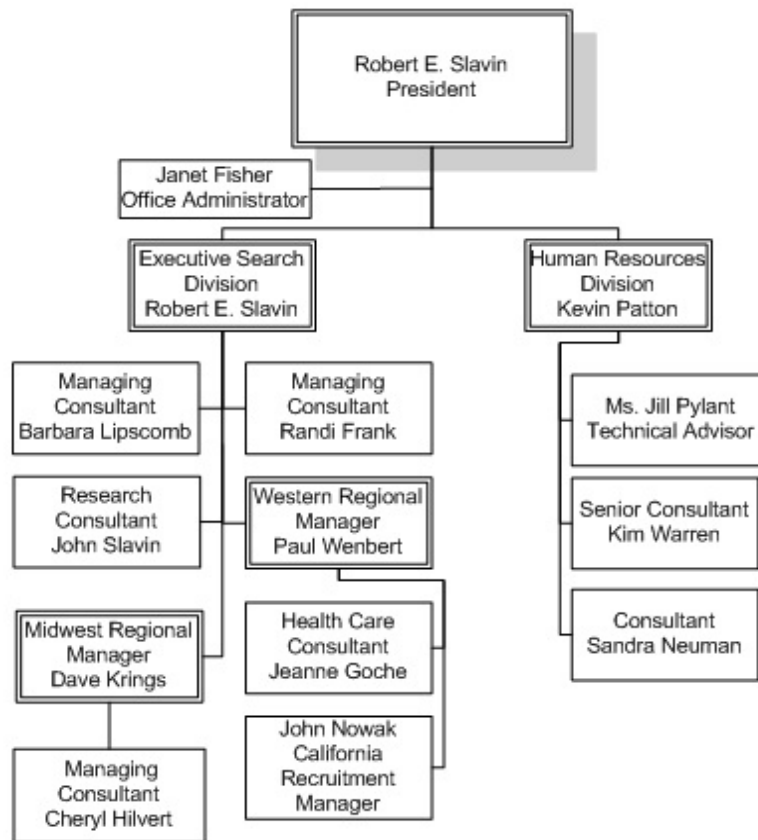 Robert E. Slavin
President
Janet Fisher
Office Administrator
Executive Search
Division
Robert E. Slavin
Human Resources
Division
Kevin Patton
Managing
Consultant
Barbara Lipscomb
Managing
Consultant
Randi Frank
Research
Consultant
John Slavin
Western Regional
Manager
Paul Wenbert
Midwest Regional
Manager
Dave Krings
Health Care
Consultant
Jeanne Goche
Managing
Consultant
Cheryl Hilvert
John Nowak
California
Recruitment
Manager
Ms. Jill Pylant
Technical Advisor
Senior Consultant
Kim Warren
Consultant
Sandra Neuman